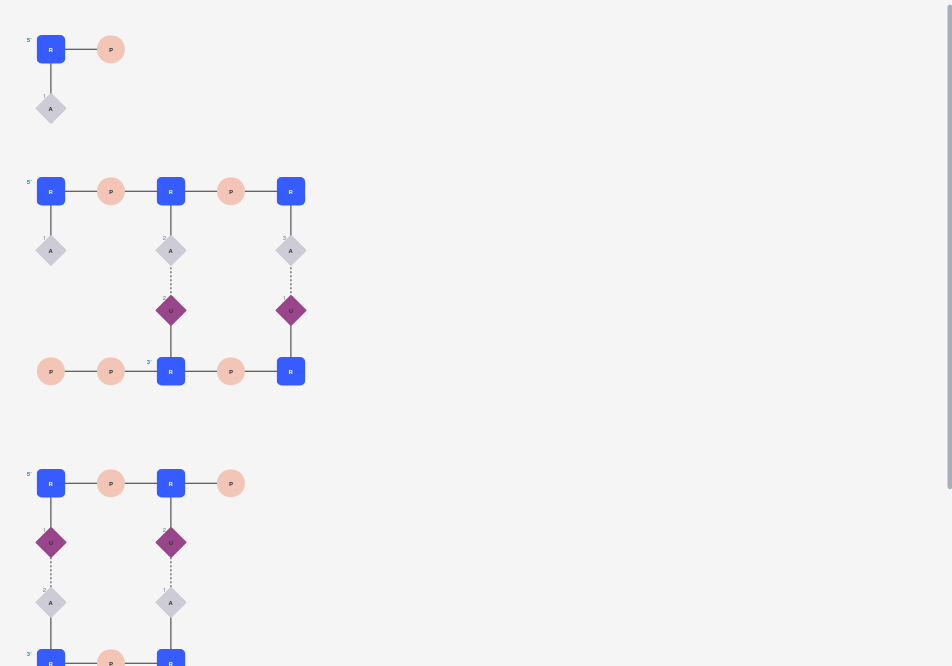 5'
R P
1
A
5'
R P R P R
1 2 3
A A A
2 1
U U
3'
P P R P R
5'
R P R P
1 2
U U
2 1
A A
3'
R P R